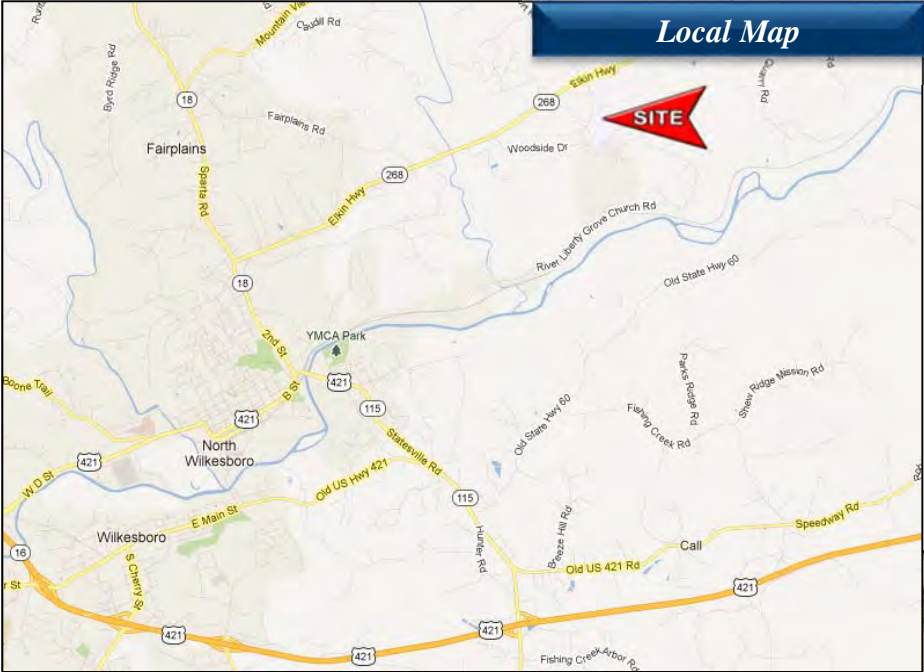 Local Map
Mountain Vi
Caudill Rd
Byrd Ridge Rd
Quarry Rd
Rd
Elkin Hwy
18
268
SITE
Fairplains Rd
Fairplains
Woodside Dr
268
Sparta Rd
Elkin Hwy
River Liberty Grove Church Rd
Old State Hwy 60
18
2nd St
YMCA Park
Boone Trail
B St
421
115
Parks Ridge Rd
Shew Ridge Mission Rd
Fishing Creek Rd
421
North
Wilkesboro
Statesville Rd
Old State Hwy 60
421
W D St
Old US Hwy 421
115
E Main St
Hunter Rd
Breeze Hill Rd
Speedway Rd
Wilkesboro
Call
16
S Cherry St
Old US 421 Rd
r St
421
421
421
421
Fishing Creek Arbor Rd